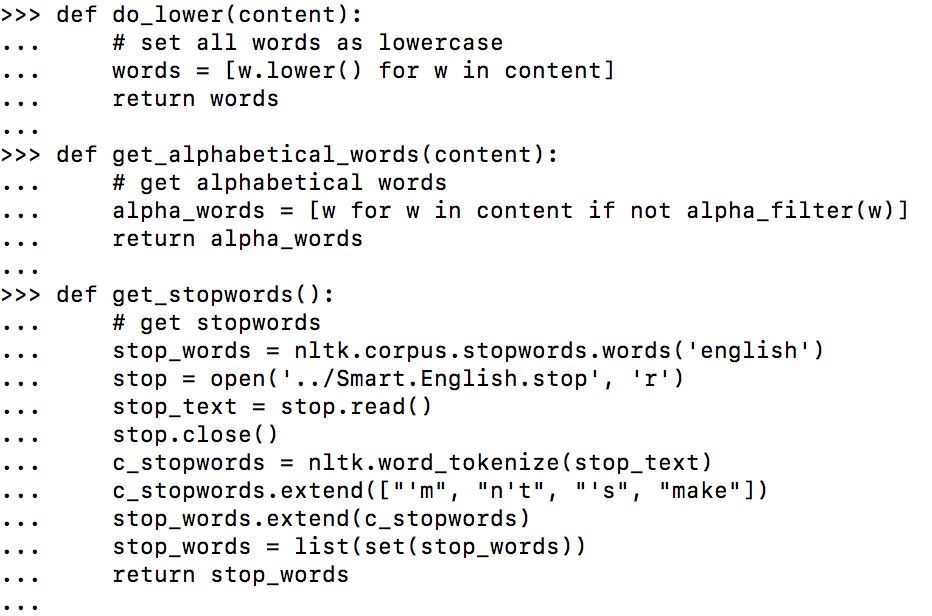 >>> def do_lower(content):
...     # set all words as lowercase
...     words = [w.lower() for w in content]
...     return words
...
>>> def get_alphabetical_words(content):
...     # get alphabetical words
...     alpha_words = [w for w in content if not alpha_filter(w)]
...     return alpha_words
...
>>> def get_stopwords():
...     # get stopwords
...     stop_words = nltk.corpus.stopwords.words('english')
...     stop = open('../Smart.English.stop', 'r')
...     stop_text = stop.read()
...     stop.close()
...     c_stopwords = nltk.word_tokenize(stop_text)
...     c_stopwords.extend(["'m", "n't", "'s", "make"])
...     stop_words.extend(c_stopwords)
...     stop_words = list(set(stop_words))
...     return stop_words
...